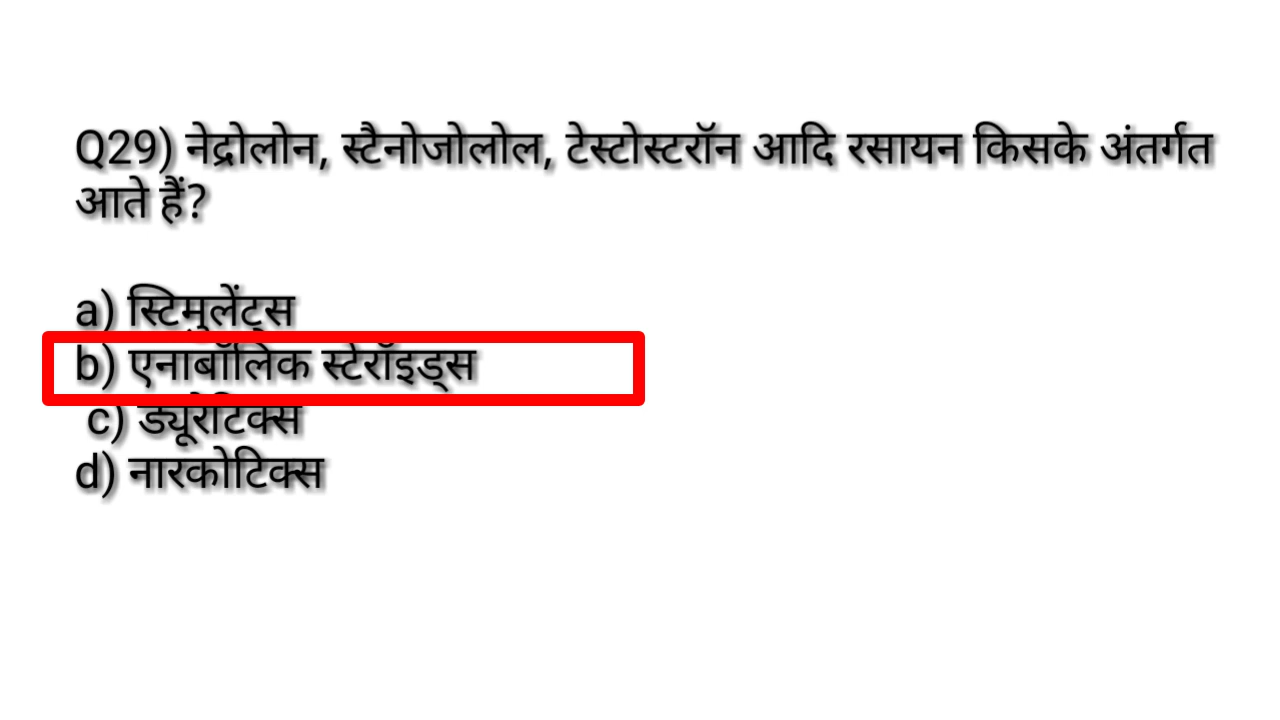 Q29) नेद्रोलोन, स्टैनोजोलोल, टेस्टोस्टरॉन आदि रसायन किसके अंतर्गत
आते हैं?
a) स्टिमुलेंट्स
b) एनाबॉलिक स्टेरॉइड्स
c) ड्यूरेटिक्स
d) नारकोटिक्स